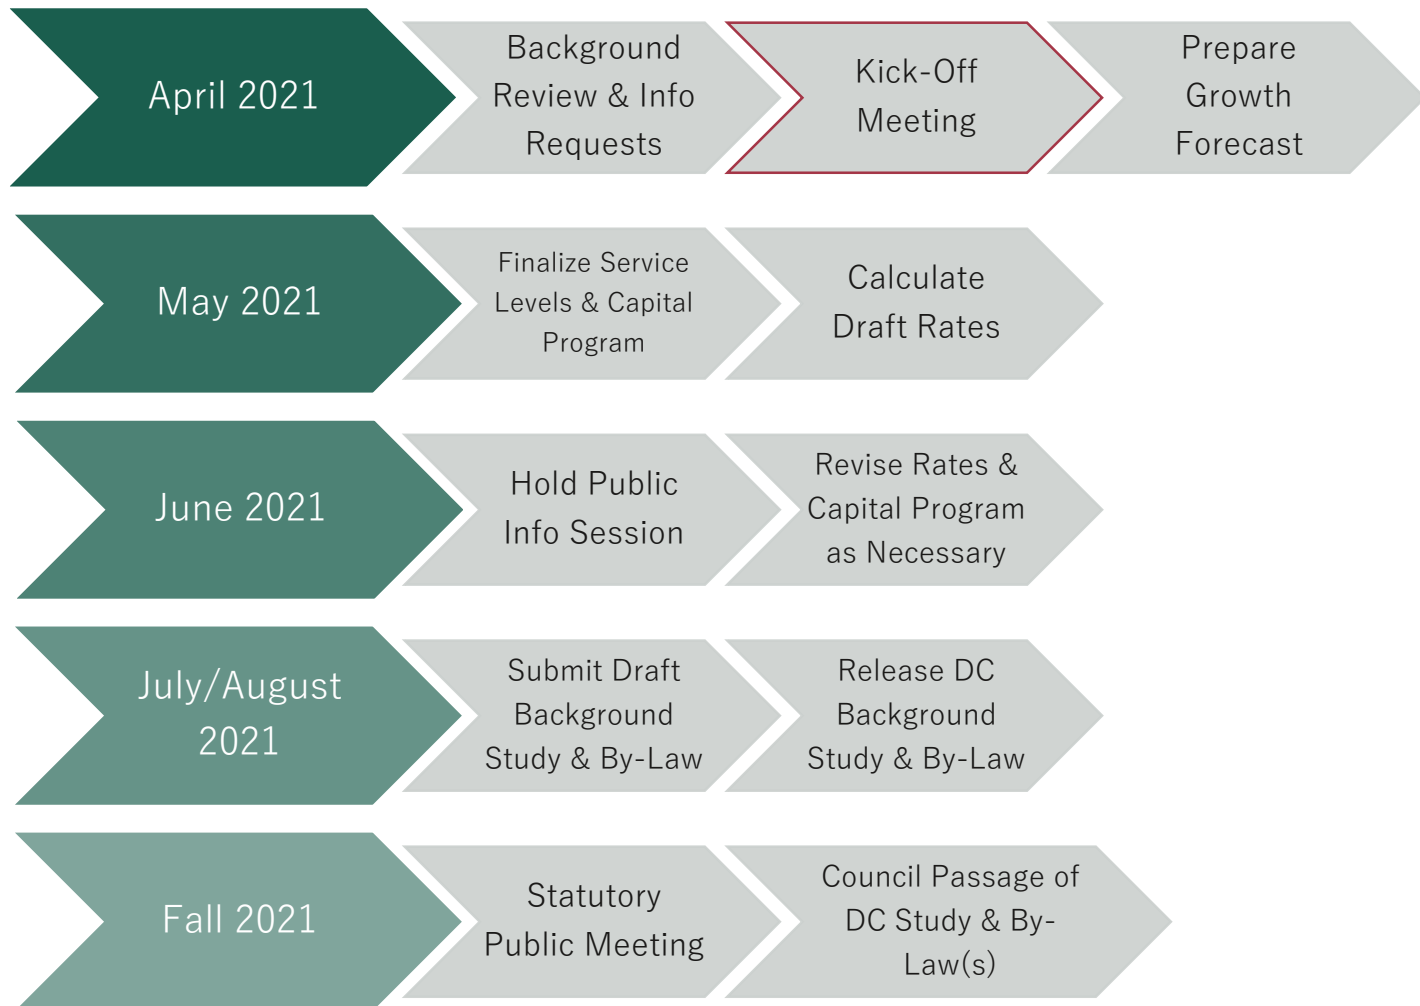 April 2021
Background
Review & Info
Requests
Kick-Off
Meeting
Prepare
Growth
Forecast
May 2021
Finalize Service
Levels & Capital
Program
Calculate
Draft Rates
June 2021
Hold Public
Info Session
Revise Rates &
Capital Program
as Necessary
July/August
2021
Submit Draft
Background
Study & By-Law
Release DC
Background
Study & By-Law
Fall 2021
Statutory
Public Meeting
Council Passage of
DC Study & By-
Law(s)